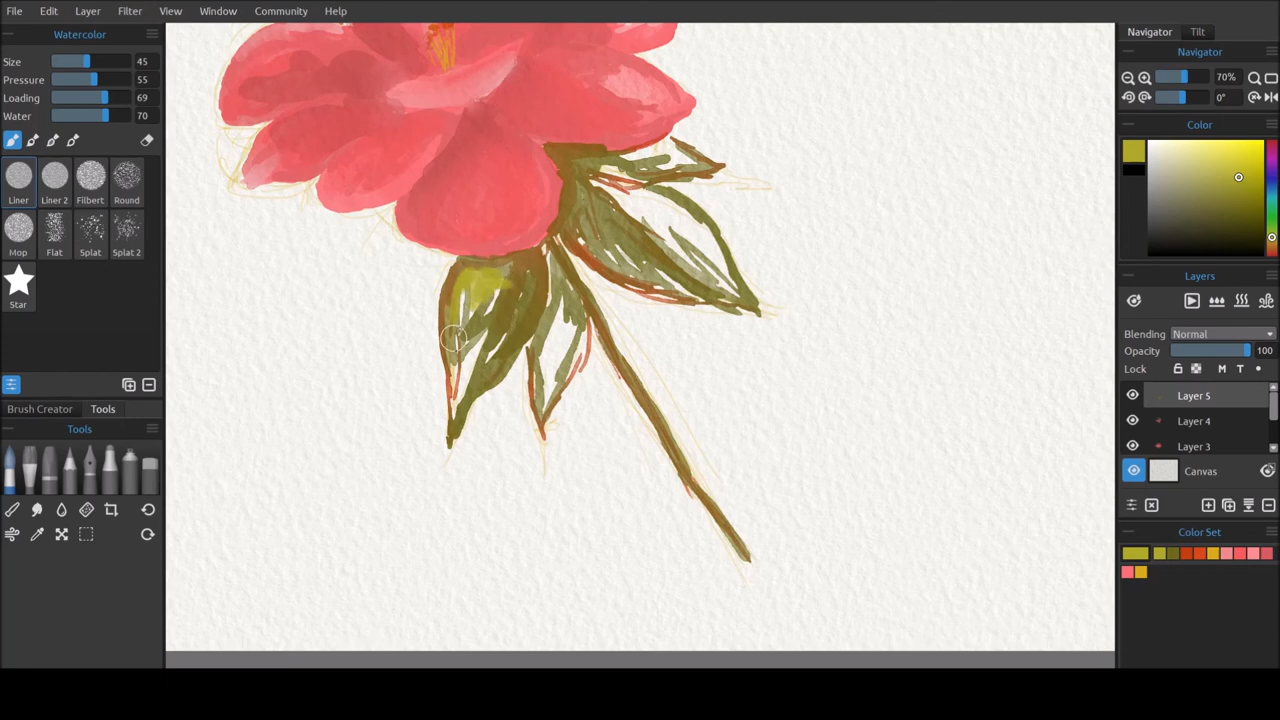 File Edit Layer Filter View Window Community Help
Watercolor
Size 45
Pressure 55
Loading 69
Water 70
Liner Liner 2 Filbert Round
Mop Flat Splat Splat 2
Star
Brush Creator Tools
Tools
Navigator Tilt
Navigator
70%
0°
Color
Layers
Blending Normal
Opacity 100
Lock M T
Layer 5
Layer 4
Layer 3
Canvas
Color Set